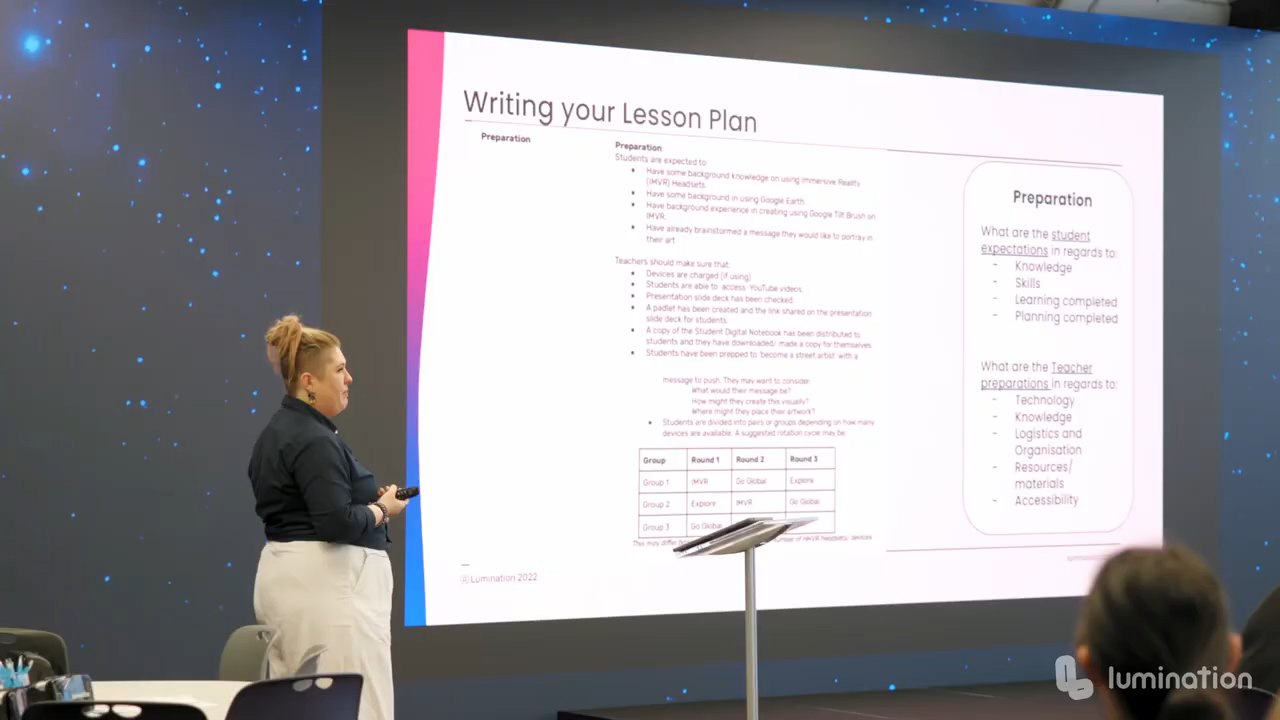 Writing your Lesson Plan
Preparation
Preparation
Students are expected to:
Have some background knowledge on using Immersive Reality
(IMVR) Headsets.
Have some background in using Google Earth.
Have background experience in creating using Google Tilt Brush on
IMVR.
Have already brainstormed a message they would like to portray in
their art
Teachers should make sure that:
Devices are charged (if using)
Students are able to access YouTube videos.
Presentation slide deck has been checked.
A padlet has been created and the link shared on the presentation
slide deck for students.
A copy of the Student Digital Notebook has been distributed to
students and they have downloaded/ made a copy for themselves.
Students have been prepped to 'become a street artist' with a
message to push. They may want to consider:
What would their message be?
How might they create this visually?
Where might they place their artwork?
Students are divided into pairs or groups depending on how many
devices are available. A suggested rotation cycle may be:
Group Round 1 Round 2 Round 3
Group 1 IMVR Go Global Explore
Group 2 Explore IMVR Go Global
Group 3 Go Global
This may differ number of IMVR headsets/ devices
Preparation
What are the student
expectations in regards to:
- Knowledge
- Skills
- Learning completed
- Planning completed
What are the Teacher
preparations in regards to:
- Technology
- Knowledge
- Logistics and
Organisation
- Resources/
materials
- Accessibility
@Lumination 2022
lumination